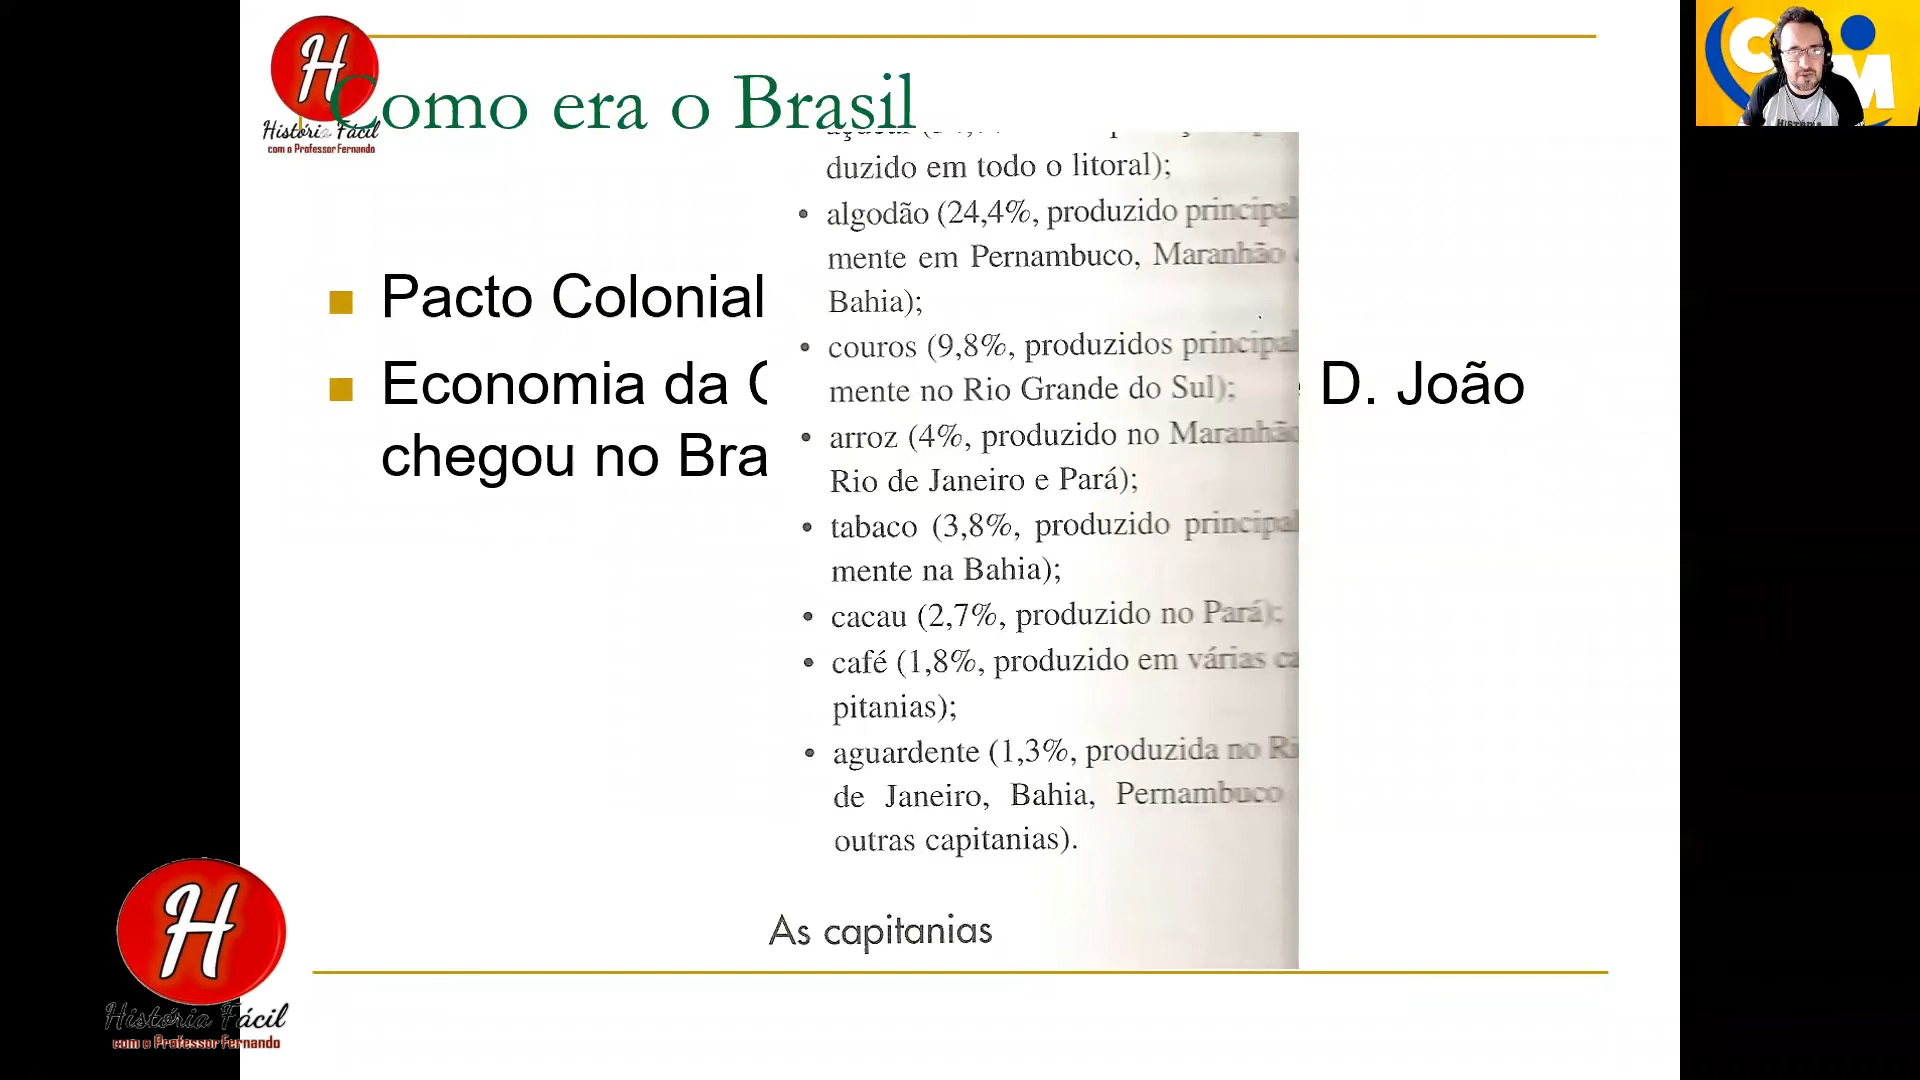 H
História Fácil
com o Professor Fernando
Como era o Brasil
Pacto Colonial
Economia da
D. João
chegou no Bra
duzido em todo o litoral);
• algodão (24,4%, produzido principal
mente em Pernambuco, Maranhão
Bahia);
• couros (9,8%, produzidos principal
mente no Rio Grande do Sul);
• arroz (4%, produzido no Maranhão
Rio de Janeiro e Pará);
• tabaco (3,8%, produzido principal
mente na Bahia);
• cacau (2,7%, produzido no Pará);
• café (1,8%, produzido em várias ca
pitanias);
• aguardente (1,3%, produzida no Ri
de Janeiro, Bahia, Pernambuco
outras capitanias).
As capitanias
H
História Fácil
com o Professor Fernando